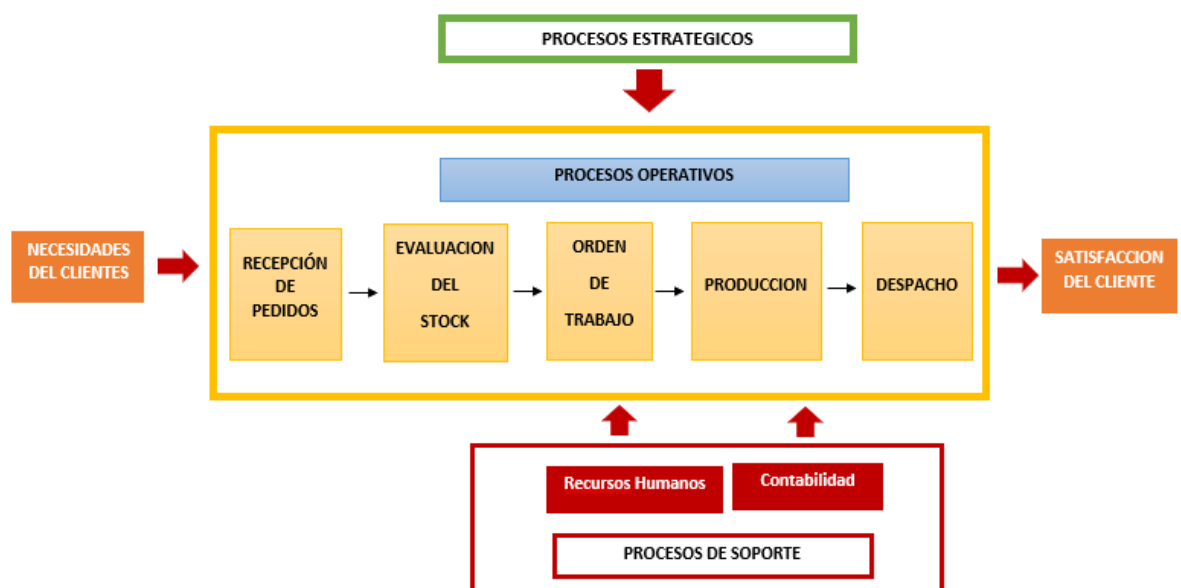 PROCESOS ESTRATEGICOS
PROCESOS OPERATIVOS
NECESIDADES
DEL CLIENTES
RECEPCIÓN
DE
PEDIDOS
EVALUACION
DEL
STOCK
ORDEN
DE
TRABAJO
PRODUCCION
DESPACHO
SATISFACCION
DEL CLIENTE
Recursos Humanos
Contabilidad
PROCESOS DE SOPORTE